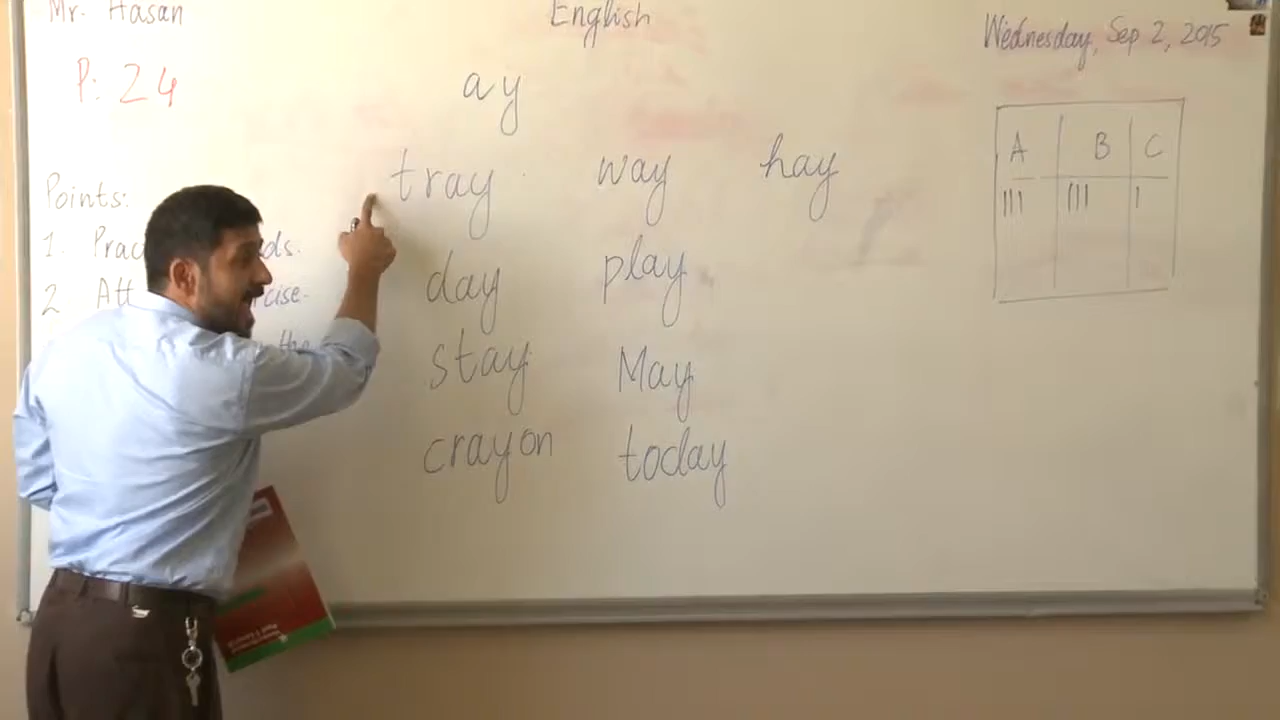 Mr. Hasan
English
Wednesday, Sep 2, 2015
P: 24
ay
tray way hay
day play
stay May
crayon today
Points:
1.
2
the
A B C